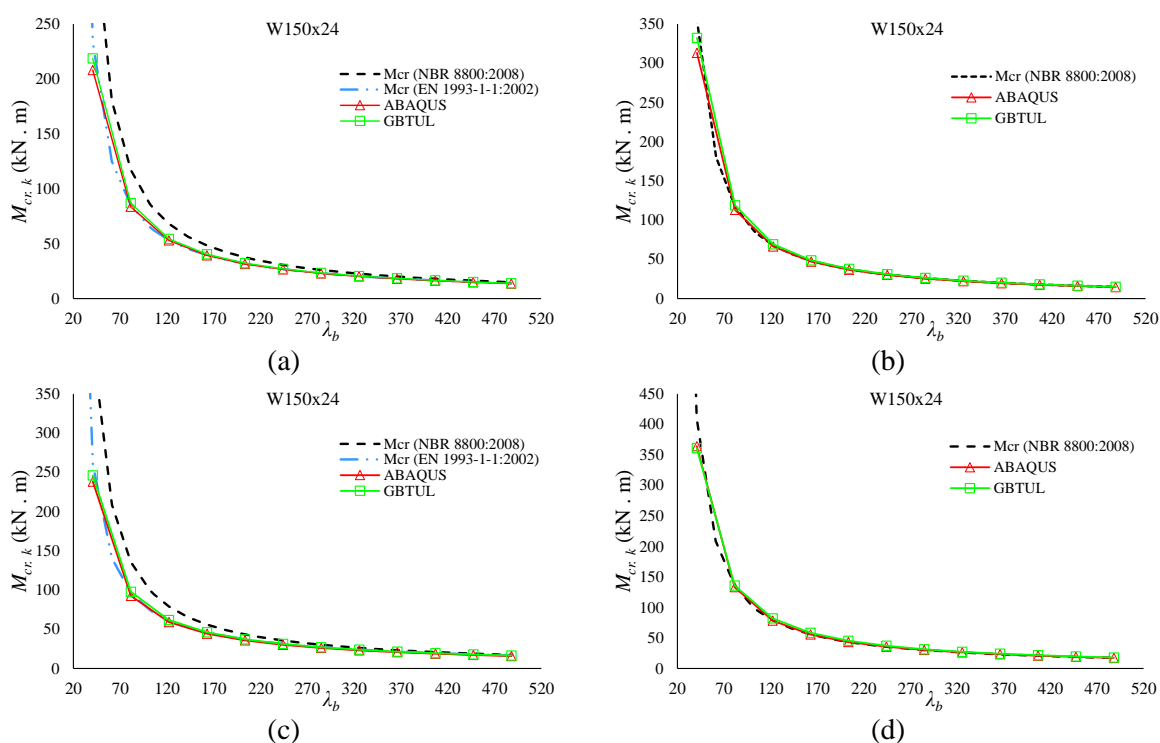 W150x24
250
200
150
100
50
0
M cr, k (kN . m)
Mcr (NBR 8800:2008)
Mcr (EN 1993-1-1:2002)
ABAQUS
GBTUL
20 70 120 170 220 270 320 370 420 470 520
λb
(a)
W150x24
350
300
250
200
150
100
50
0
M cr, k (kN . m)
Mcr (NBR 8800:2008)
ABAQUS
GBTUL
20 70 120 170 220 270 320 370 420 470 520
λb
(b)
W150x24
350
300
250
200
150
100
50
0
M cr, k (kN . m)
Mcr (NBR 8800:2008)
Mcr (EN 1993-1-1:2002)
ABAQUS
GBTUL
20 70 120 170 220 270 320 370 420 470 520
λb
(c)
W150x24
450
400
350
300
250
200
150
100
50
0
M cr, k (kN . m)
Mcr (NBR 8800:2008)
ABAQUS
GBTUL
20 70 120 170 220 270 320 370 420 470 520
λb
(d)